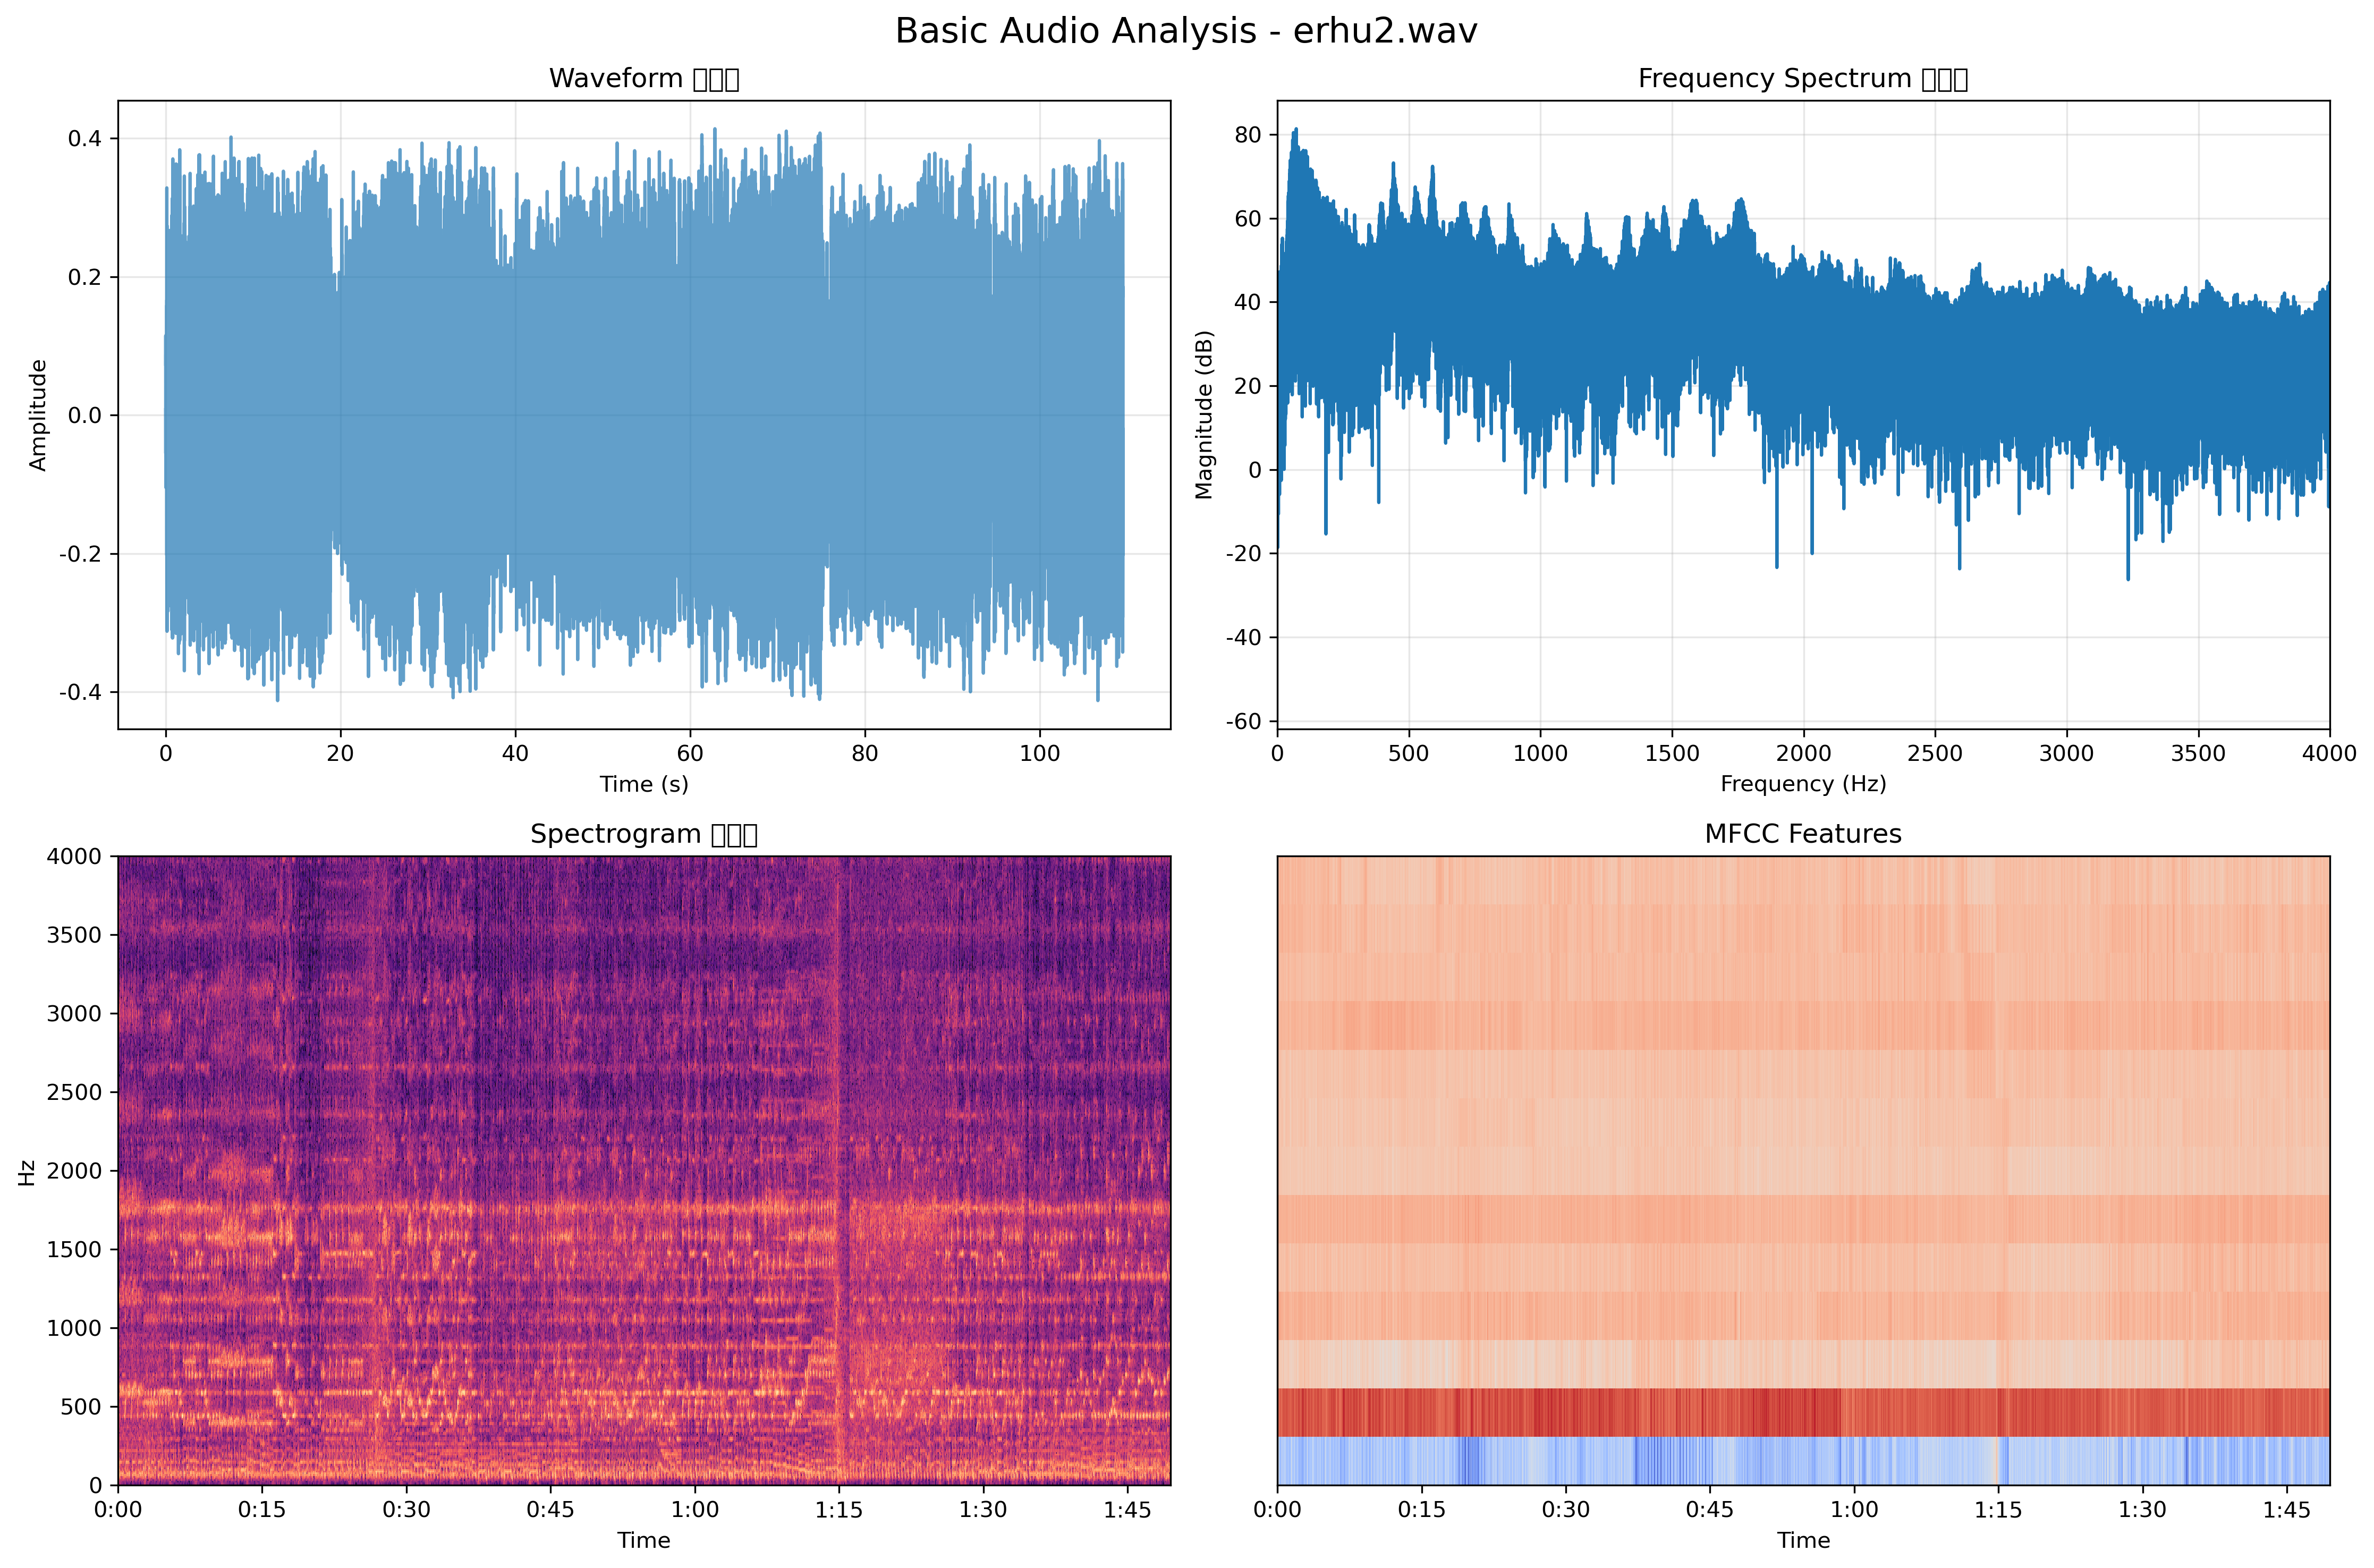 Basic Audio Analysis - erhu2.wav
Waveform
0.4
0.2
0.0
-0.2
-0.4
Amplitude
0 20 40 60 80 100
Time (s)
Frequency Spectrum
80
60
40
20
0
-20
-40
-60
Magnitude (dB)
0 500 1000 1500 2000 2500 3000 3500 4000
Frequency (Hz)
Spectrogram
4000
3500
3000
2500
2000
1500
1000
500
0
Hz
0:00 0:15 0:30 0:45 1:00 1:15 1:30 1:45
Time
MFCC Features
0:00 0:15 0:30 0:45 1:00 1:15 1:30 1:45
Time